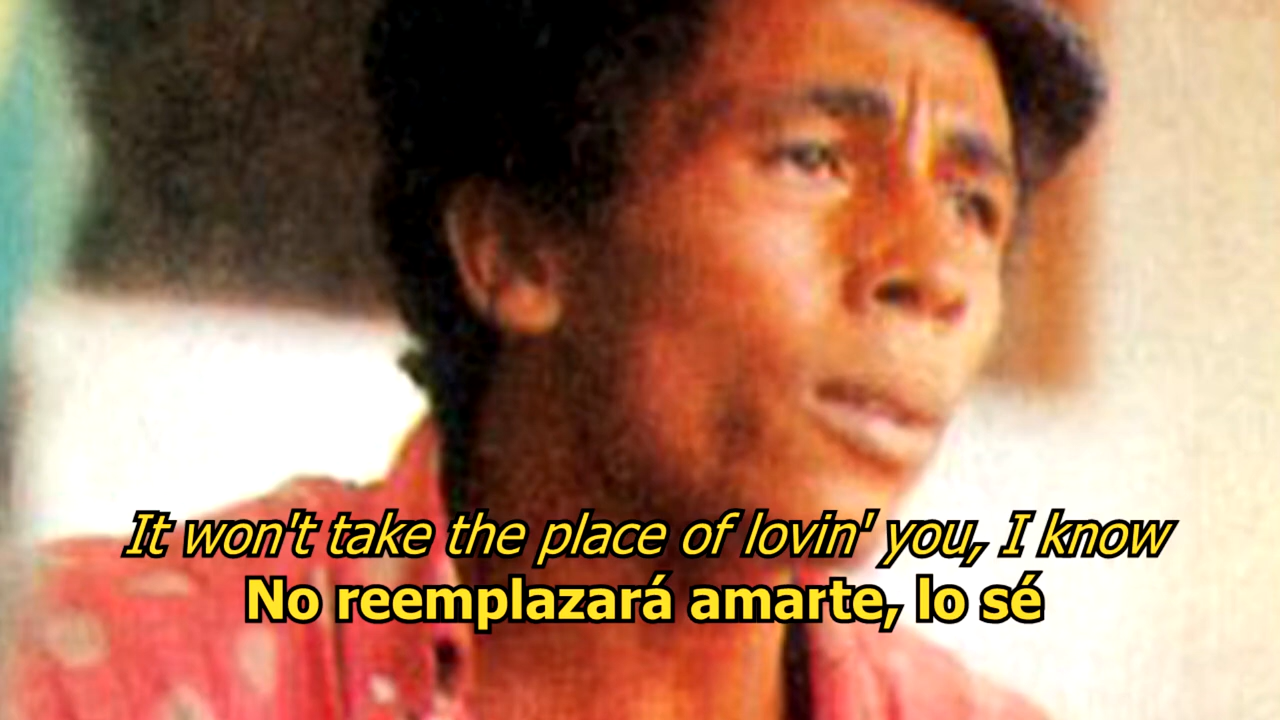 It won't take the place of lovin' you, I know
No reemplazará amarte, lo sé